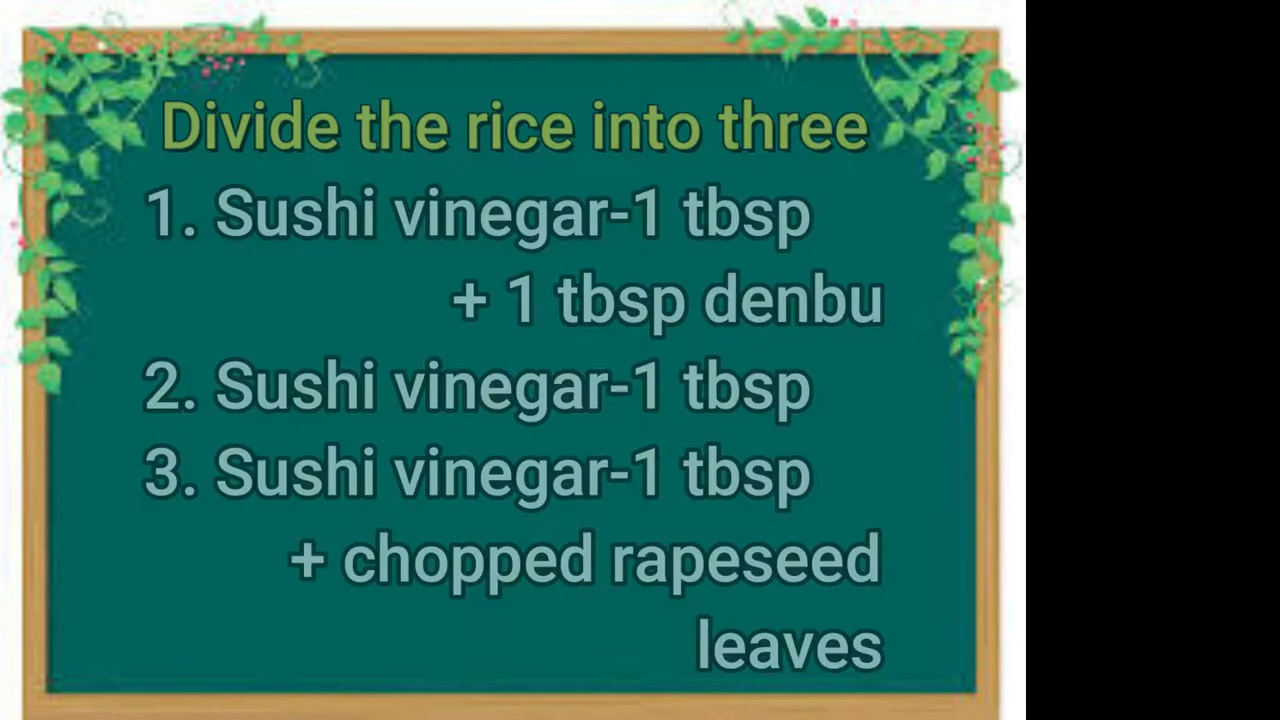 Divide the rice into three
1. Sushi vinegar-1 tbsp
+ 1 tbsp denbu
2. Sushi vinegar-1 tbsp
3. Sushi vinegar-1 tbsp
+ chopped rapeseed
leaves